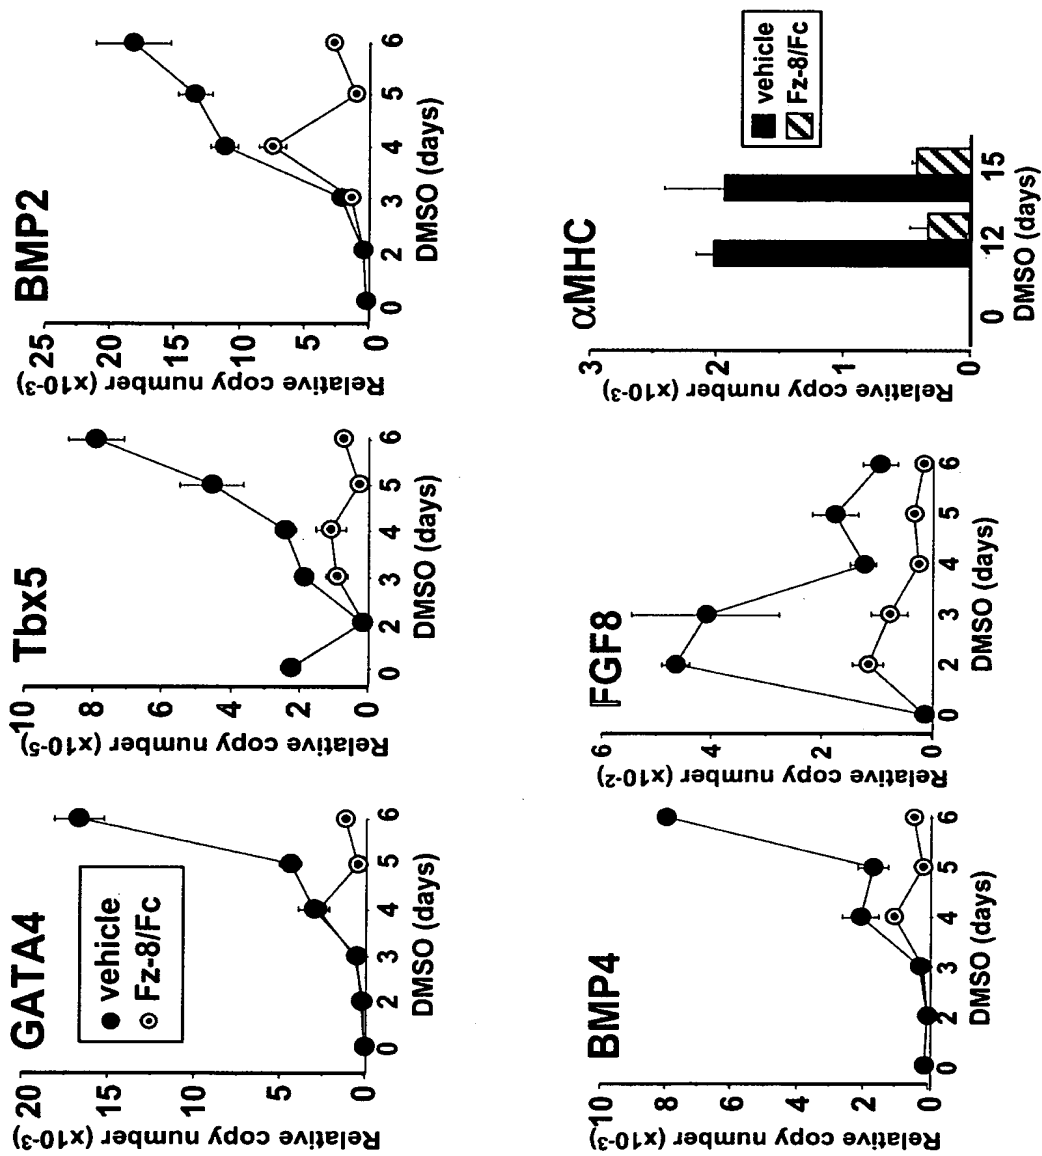 GATA4
Relative copy number (x10-3)
20
15
10
5
0
vehicle
Fz-8/Fc
0 2 3 4 5 6
DMSO (days)
Tbx5
Relative copy number (x10-5)
10
8
6
4
2
0
0 2 3 4 5 6
DMSO (days)
BMP2
Relative copy number (x10-3)
25
20
15
10
5
0
0 2 3 4 5 6
DMSO (days)
BMP4
Relative copy number (x10-3)
10
8
6
4
2
0
0 2 3 4 5 6
DMSO (days)
FGF8
Relative copy number (x10-2)
6
4
2
0
0 2 3 4 5 6
DMSO (days)
αMHC
Relative copy number (x10-3)
3
2
1
0
vehicle
Fz-8/Fc
0 12 15
DMSO (days)